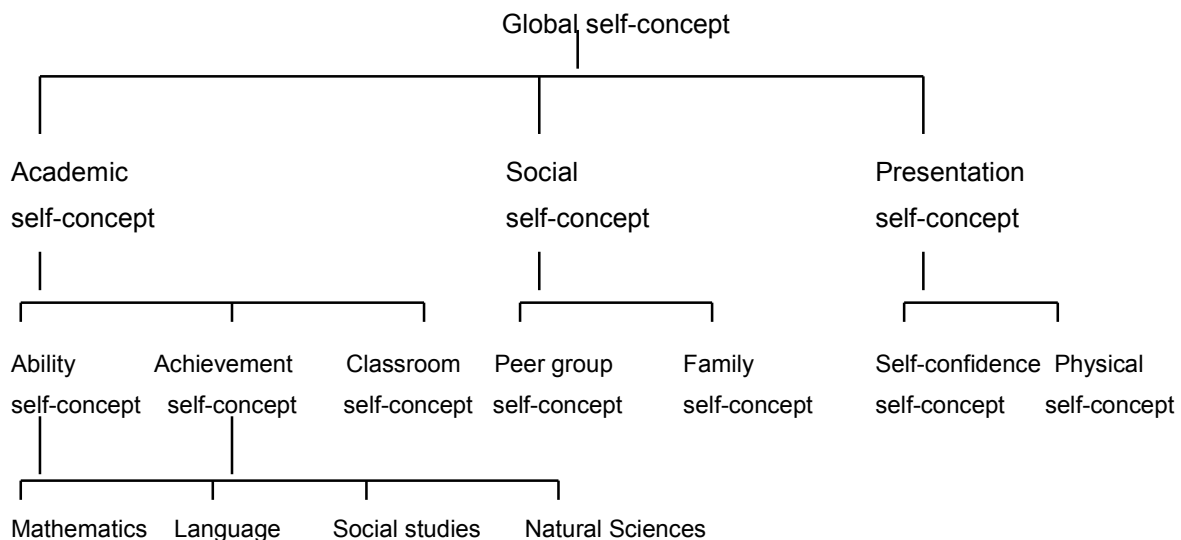 Global self-concept
Academic Social Presentation
self-concept self-concept self-concept
Ability Achievement Classroom Peer group Family Self-confidence Physical
self-concept self-concept self-concept self-concept self-concept self-concept self-concept
Mathematics Language Social studies Natural Sciences